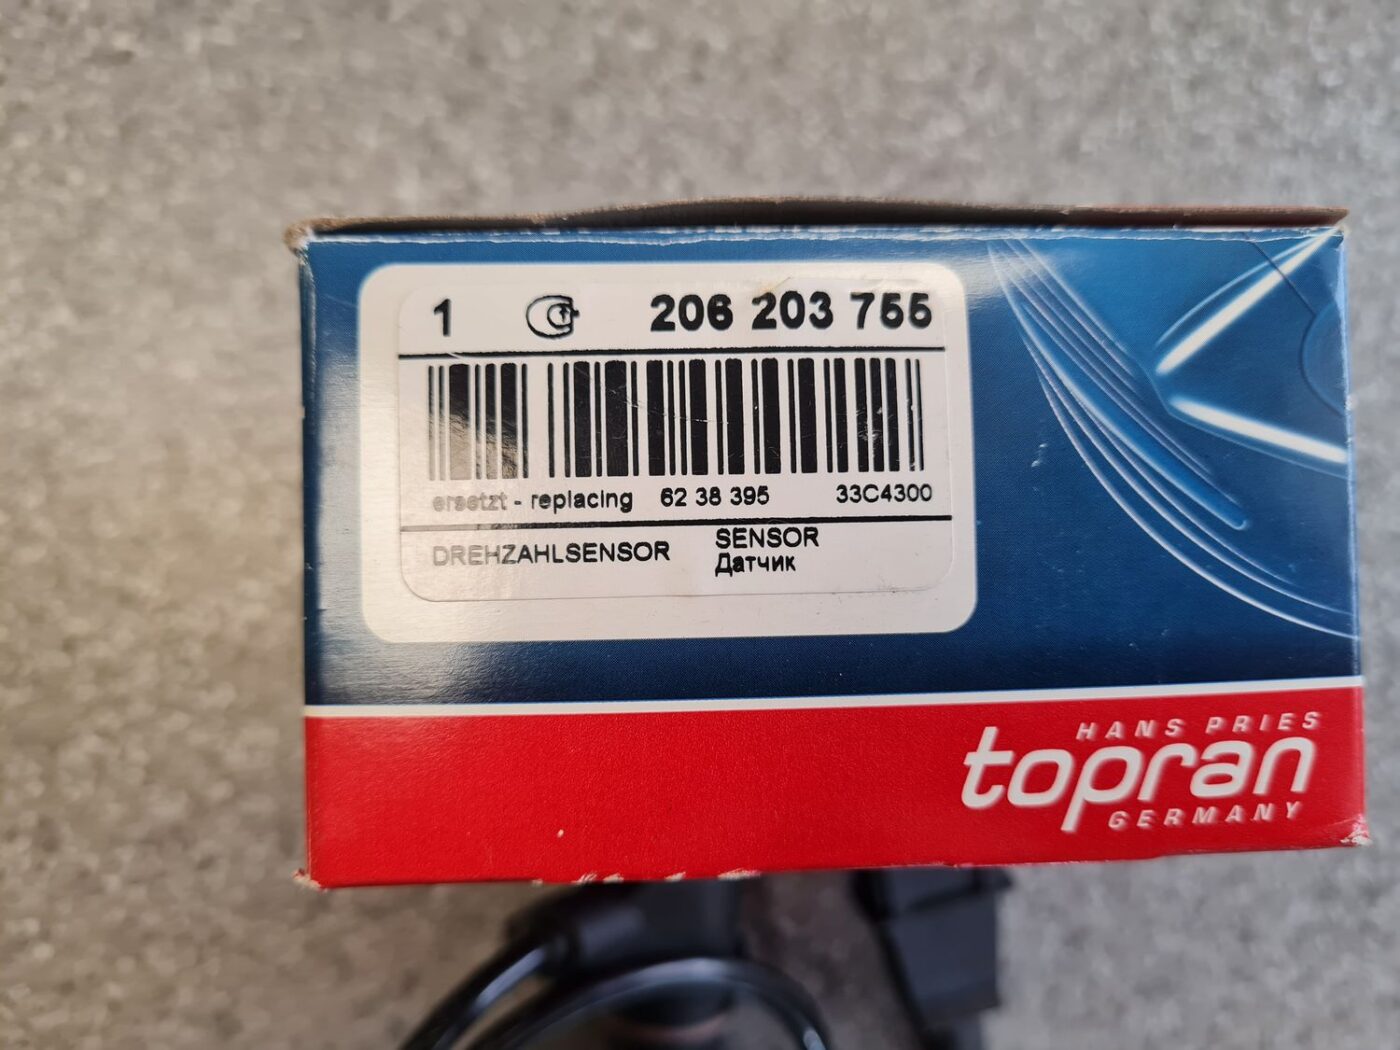 1 206 203 755
ersetzt - replacing 62 38 395 33C4300
DREHZAHLSENSOR SENSOR
Датчик
HANS PRIES
topran
GERMANY